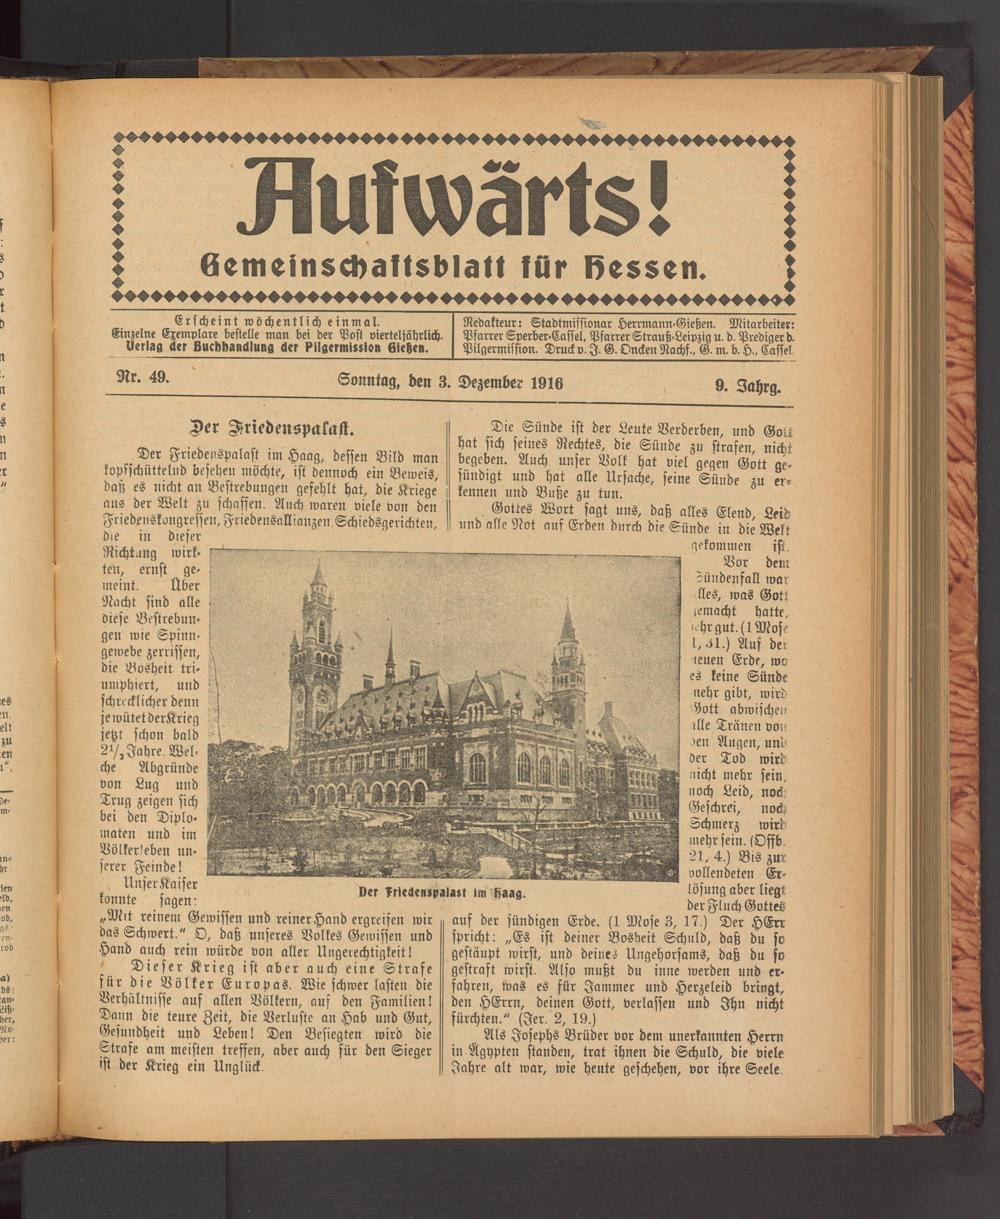 Aufwärts!
Gemeinschaftsblatt für Hessen.
Erscheint wöchentlich einmal.
Einzelne Exemplare bestelle man bei der Post vierteljährlich.
Verlag der Buchhandlung der Pilgermission Gießen.
Redakteur: Stadtmissionar Herrmann-Gießen. Mitarbeiter:
Pfarrer Sperber-Cassel, Pfarrer Strauß-Leipzig u. d. Prediger d.
Pilgermission. Druck v. J. G. Oncken Nachf., G. m. b. H., Cassel
Nr. 49.
Sonntag, den 3. Dezember 1916
9. Jahrg.
Der Friedenspalast.
Der Friedenspalast im Haag, dessen Bild man
kopfschüttelnd besehen möchte, ist dennoch ein Beweis,
daß es nicht an Bestrebungen gefehlt hat, die Kriege
aus der Welt zu schaffen. Auch waren viele von den
Friedenskongressen, Friedensallianzen, Schiedsgerichten,
die in dieser
Richtung wirk-
ten, ernst ge-
meint. Über
Nacht sind alle
diese Bestrebun-
gen wie Spinn-
gewebe zerrissen,
die Bosheit tri-
umphiert, und
schrecklicher denn
je wütet der Krieg
jetzt schon bald
2½ Jahre. Wel-
che Abgründe
von Lug und
Trug zeigen sich
bei den Diplo-
maten und im
Völkerleben un-
serer Feinde!
Unser Kaiser
konnte sagen:
„Mit reinem Gewissen und reiner Hand ergreifen wir
das Schwert.“ O, daß unseres Volkes Gewissen und
Hand auch rein würde von aller Ungerechtigkeit!
Dieser Krieg ist aber auch eine Strafe
für die Völker Europas. Wie schwer lasten die
Verhältnisse auf allen Völkern, auf den Familien!
Dann die teure Zeit, die Verluste an Hab und Gut,
Gesundheit und Leben! Den Besiegten wird die
Strafe am meisten treffen, aber auch für den Sieger
ist der Krieg ein Unglück.
Der Friedenspalast im Haag.
Die Sünde ist der Leute Verderben, und Gott
hat sich seines Rechtes, die Sünde zu strafen, nicht
begeben. Auch unser Volk hat viel gegen Gott ge-
sündigt und hat alle Ursache, seine Sünde zu er-
kennen und Buße zu tun.
Gottes Wort sagt uns, daß alles Elend, Leid
und alle Not auf Erden durch die Sünde in die Welt
gekommen ist.
Vor dem
Sündenfall war
alles, was Gott
gemacht hatte,
sehr gut. (1 Mose
1, 31.) Auf der
neuen Erde, wo
es keine Sünde
mehr gibt, wird
Gott abwischen
alle Tränen von
den Augen, und
der Tod wird
nicht mehr sein,
noch Leid, noch
Geschrei, noch
Schmerz wird
mehr sein. (Offb.
21, 4.) Bis zur
vollendeten Er-
lösung aber liegt
der Fluch Gottes
auf der sündigen Erde. (1 Mose 3, 17.) Der HErr
spricht: „Es ist deiner Bosheit Schuld, daß du so
gestäupt wirst, und deines Ungehorsams, daß du so
gestraft wirst. Also mußt du inne werden und er-
fahren, was es für Jammer und Herzeleid bringt,
den HErrn, deinen Gott, verlassen und Ihn nicht
fürchten.“ (Jer. 2, 19.)
Als Josephs Brüder vor dem unerkannten Herrn
in Ägypten standen, trat ihnen die Schuld, die viele
Jahre alt war, wie heute geschehen, vor ihre Seele.